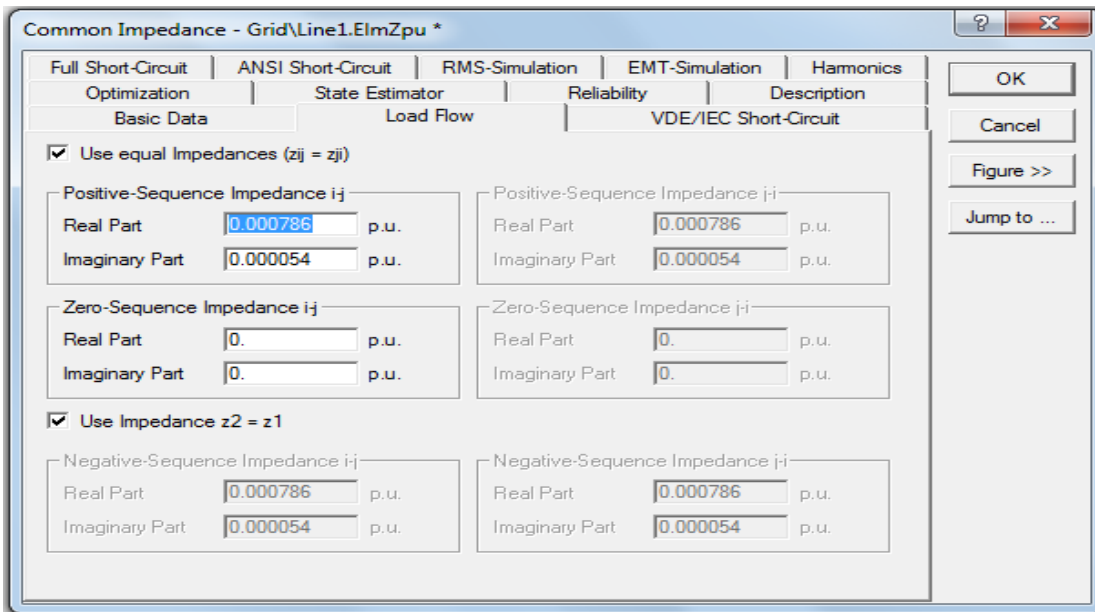 Common Impedance - Grid\Line1.ElmZpu *
?
Full Short-Circuit ANSI Short-Circuit RMS-Simulation EMT-Simulation Harmonics
Optimization State Estimator Reliability Description
Basic Data Load Flow VDE/IEC Short-Circuit
OK
Cancel
Figure >>
Jump to ...
Use equal Impedances (zij = zji)
Positive-Sequence Impedance i-j
Real Part 0.000786 p.u.
Imaginary Part 0.000054 p.u.
Positive-Sequence Impedance j-i
Real Part 0.000786 p.u.
Imaginary Part 0.000054 p.u.
Zero-Sequence Impedance i-j
Real Part 0. p.u.
Imaginary Part 0. p.u.
Zero-Sequence Impedance j-i
Real Part 0. p.u.
Imaginary Part 0. p.u.
Use Impedance z2 = z1
Negative-Sequence Impedance i-j
Real Part 0.000786 p.u.
Imaginary Part 0.000054 p.u.
Negative-Sequence Impedance j-i
Real Part 0.000786 p.u.
Imaginary Part 0.000054 p.u.